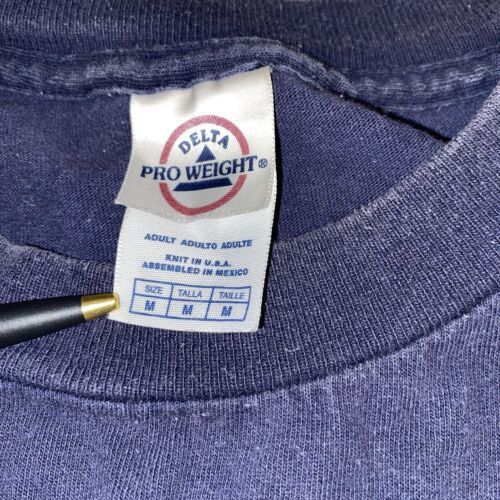 DELTA
PRO WEIGHT®
ADULT ADULTO ADULTE
KNIT IN U.S.A.
ASSEMBLED IN MEXICO
SIZE TALLA TAILLE
M M M